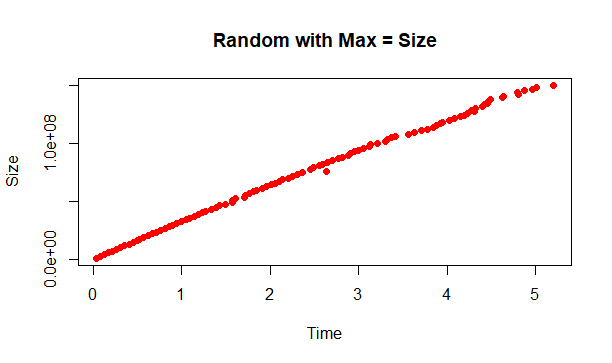 Random with Max = Size
Size
1.0e+08
0.0e+00
0 1 2 3 4 5
Time